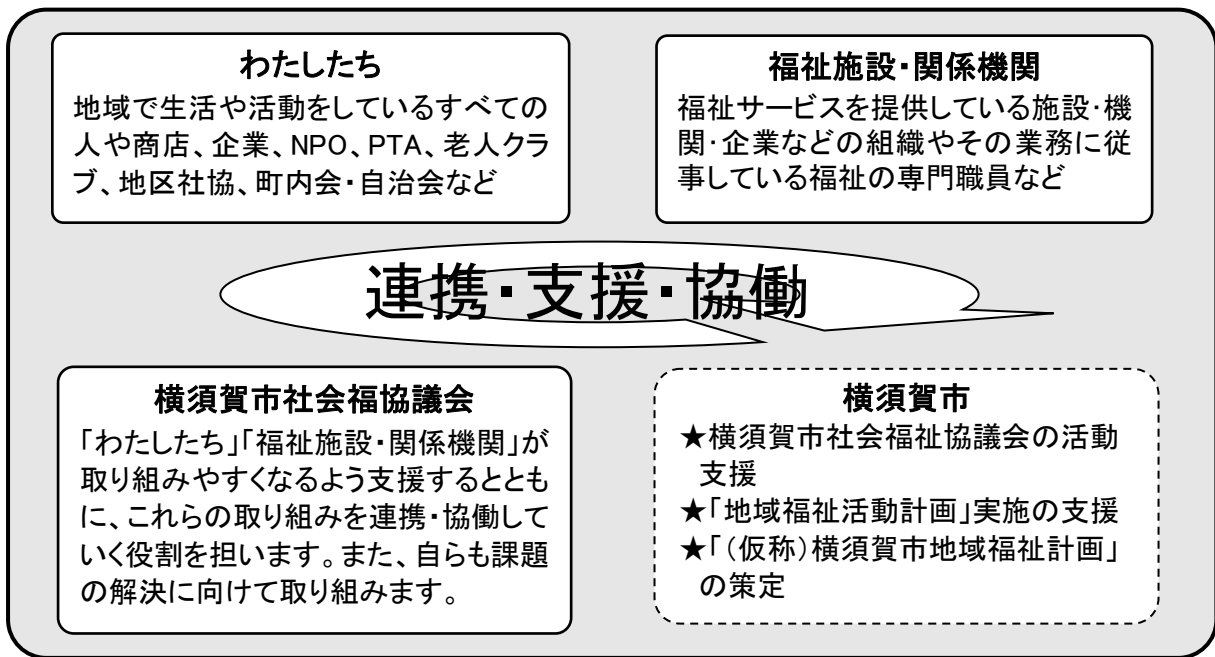 わたしたち
地域で生活や活動をしているすべての
人や商店、企業、NPO、PTA、老人クラ
ブ、地区社協、町内会・自治会など
福祉施設・関係機関
福祉サービスを提供している施設・機
関・企業などの組織やその業務に従
事している福祉の専門職員など
連携・支援・協働
横須賀市社会福協議会
「わたしたち」「福祉施設・関係機関」が
取り組みやすくなるよう支援するととも
に、これらの取り組みを連携・協働して
いく役割を担います。また、自らも課題
の解決に向けて取り組みます。
横須賀市
★横須賀市社会福祉協議会の活動
支援
★「地域福祉活動計画」実施の支援
★「（仮称）横須賀市地域福祉計画」
の策定